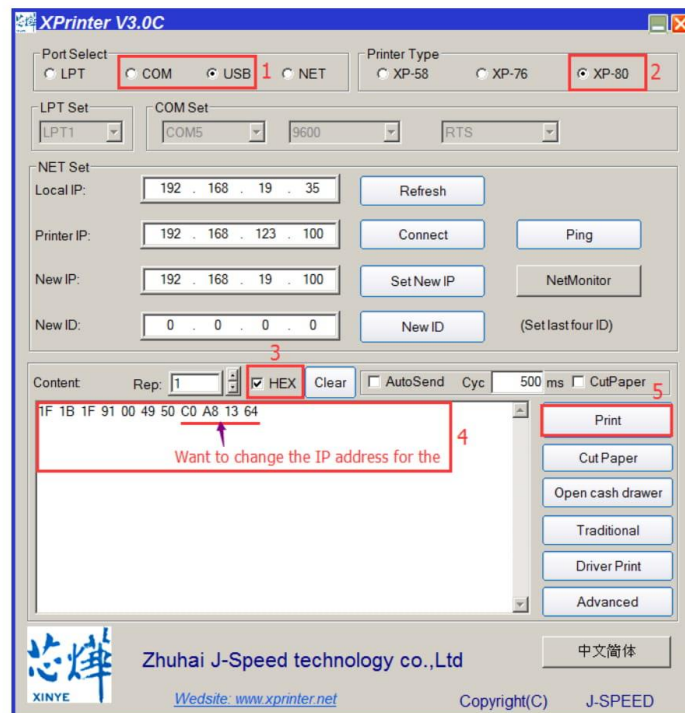 XPrinter V3.0C
Port Select
LPT COM USB 1 NET
Printer Type
XP-58 XP-76 XP-80 2
LPT Set
LPT1
COM Set
COM5 9600 RTS
NET Set
Local IP: 192 . 168 . 19 . 35 Refresh
Printer IP: 192 . 168 . 123 . 100 Connect Ping
New IP: 192 . 168 . 19 . 100 Set New IP NetMonitor
New ID: 0 . 0 . 0 . 0 New ID (Set last four ID)
3
Content: Rep: 1 HEX Clear AutoSend Cyc 500 ms CutPaper
5
1F 1B 1F 91 00 49 50 C0 A8 13 64
Want to change the IP address for the
4
Print
Cut Paper
Open cash drawer
Traditional
Driver Print
Advanced
芯烨
XINYE
Zhuhai J-Speed technology co.,Ltd
中文简体
Wedsite: www.xprinter.net
Copyright(C) J-SPEED